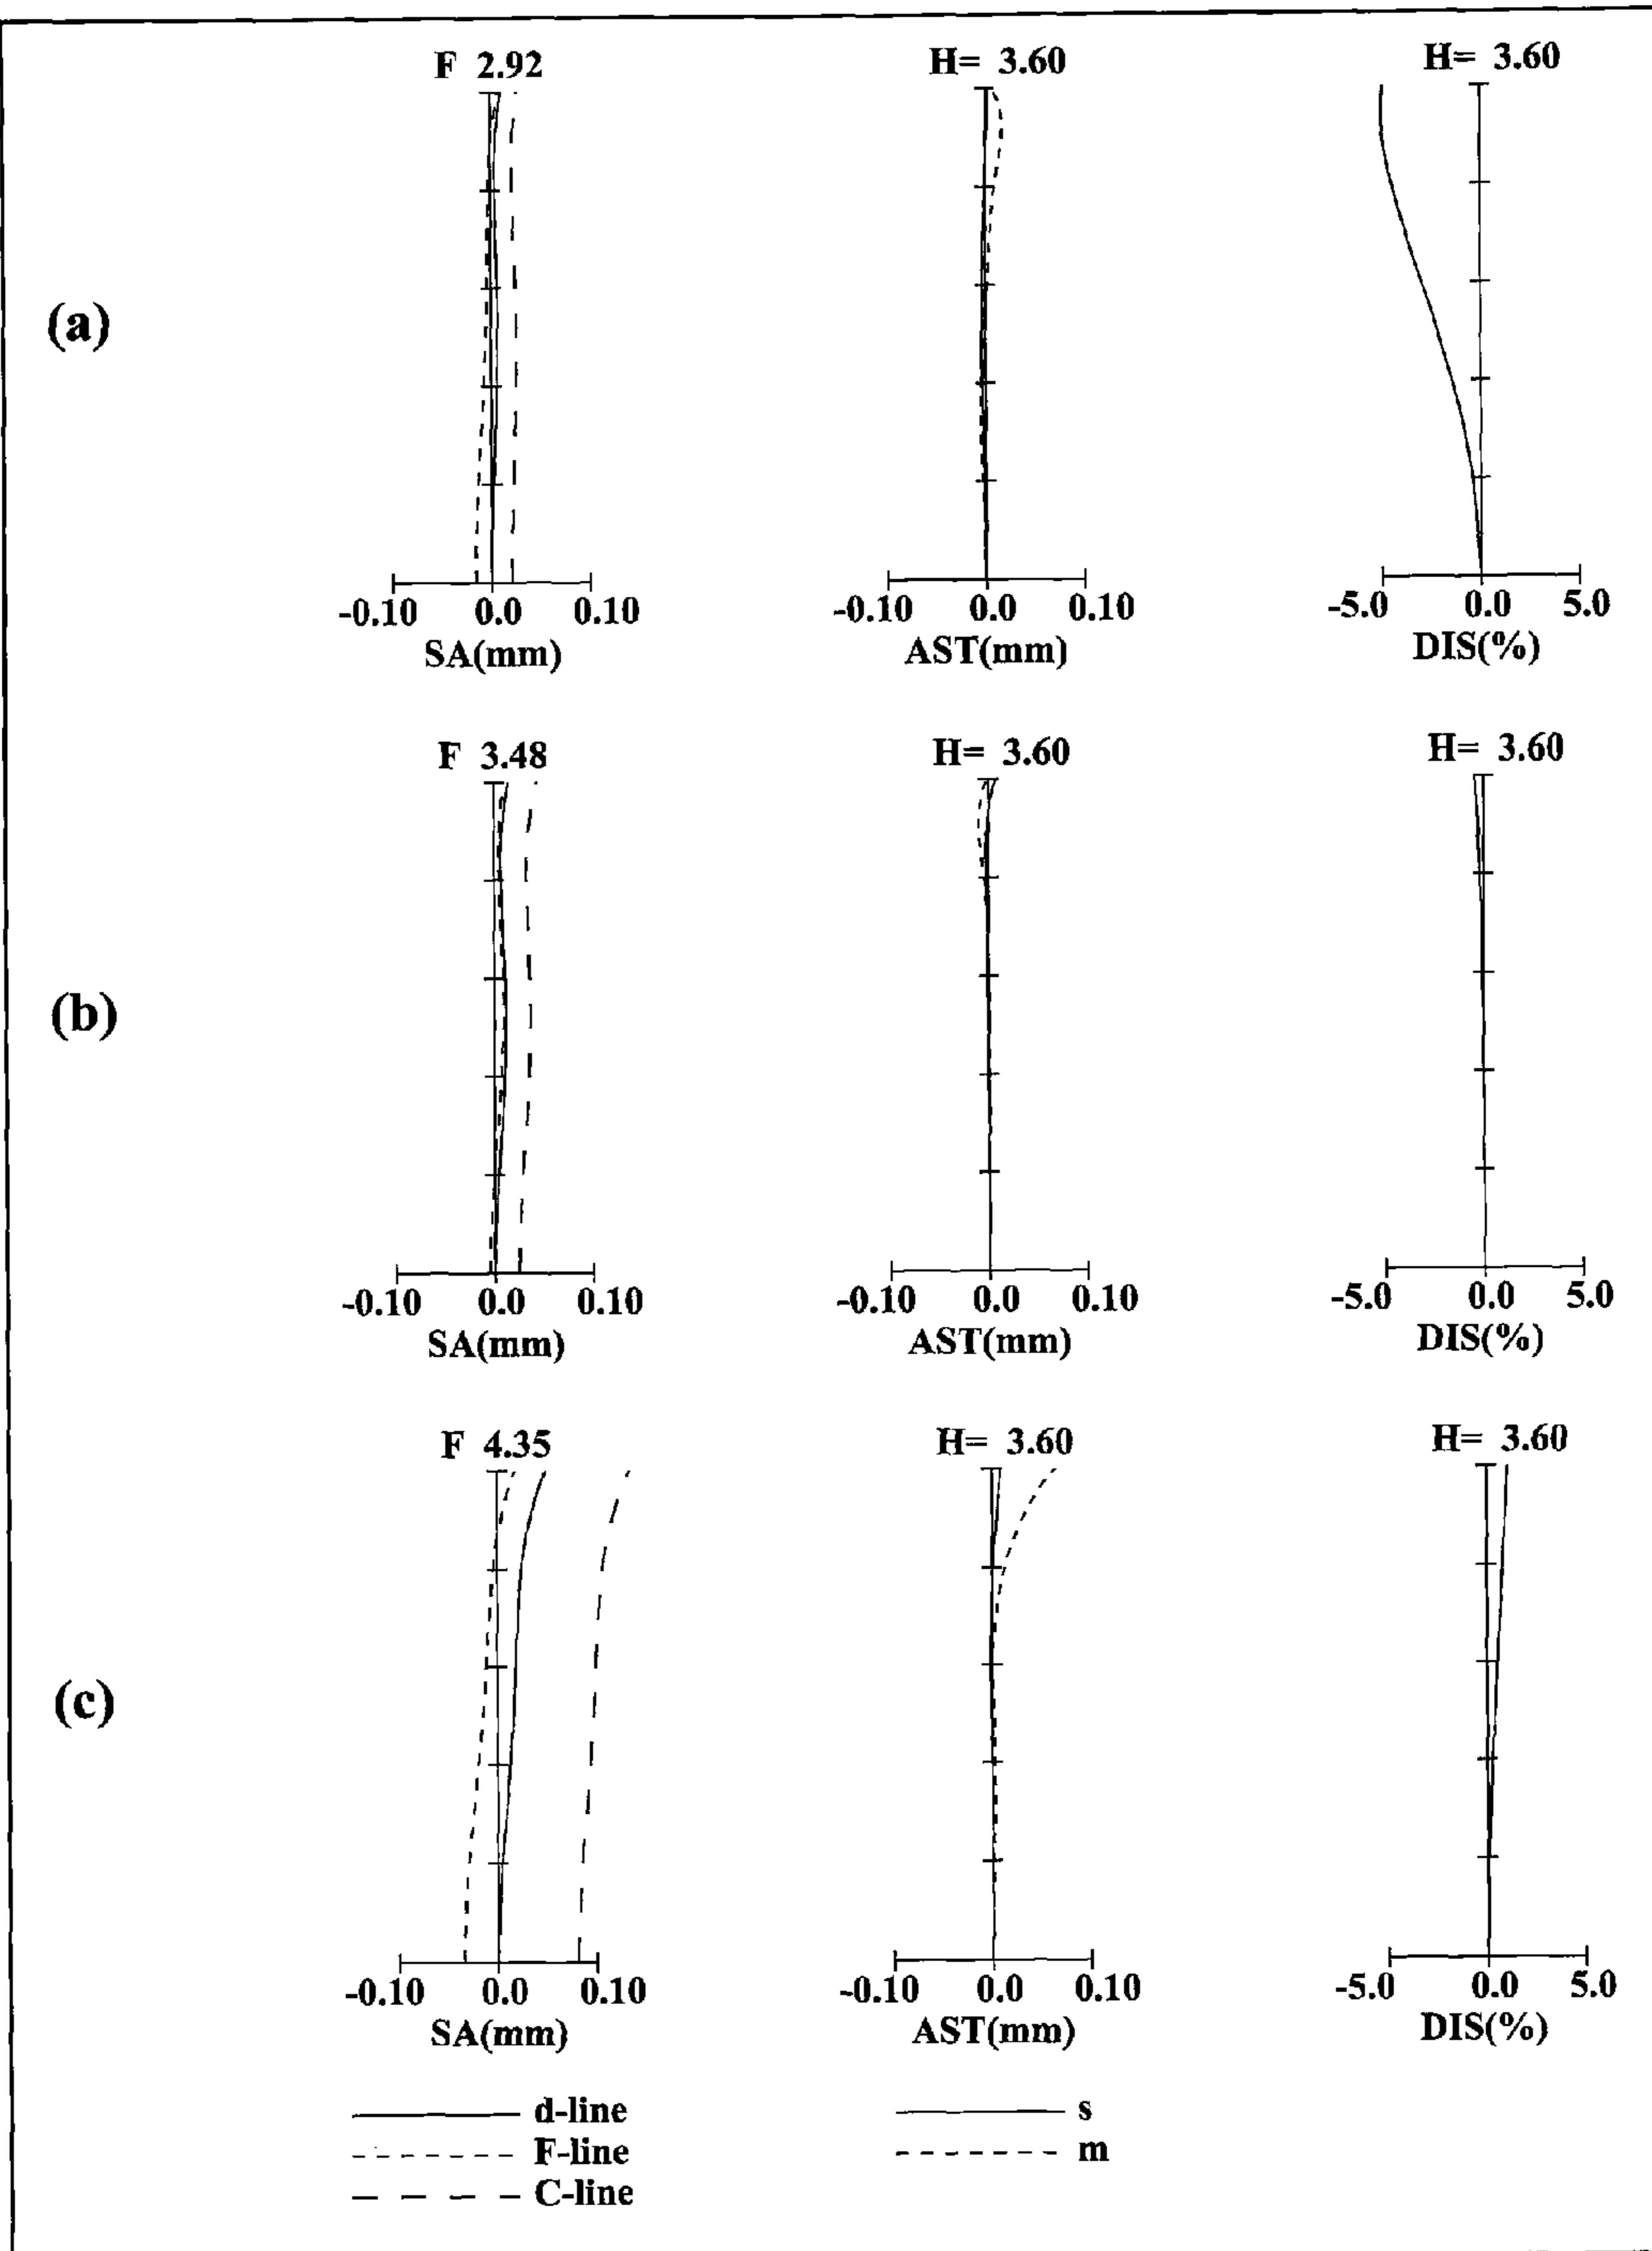 F 2.92 H= 3.60 H= 3.60
(a)
-0.10 0.0 0.10 -0.10 0.0 0.10 -5.0 0.0 5.0
SA(mm) AST(mm) DIS(%)
F 3.48 H= 3.60 H= 3.60
(b)
-0.10 0.0 0.10 -0.10 0.0 0.10 -5.0 0.0 5.0
SA(mm) AST(mm) DIS(%)
F 4.35 H= 3.60 H= 3.60
(c)
-0.10 0.0 0.10 -0.10 0.0 0.10 -5.0 0.0 5.0
SA(mm) AST(mm) DIS(%)
d-line s
F-line m
C-line